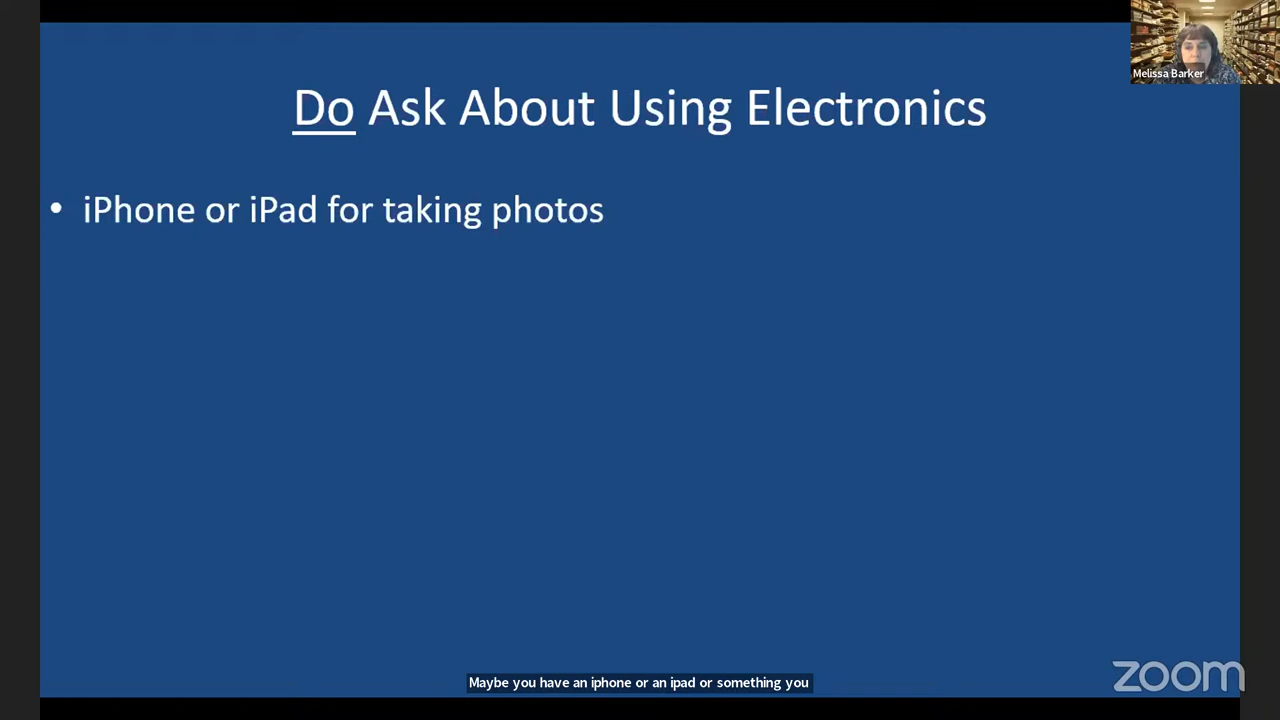 Melissa Barker
Do Ask About Using Electronics
• iPhone or iPad for taking photos
Maybe you have an iphone or an ipad or something you
zoom